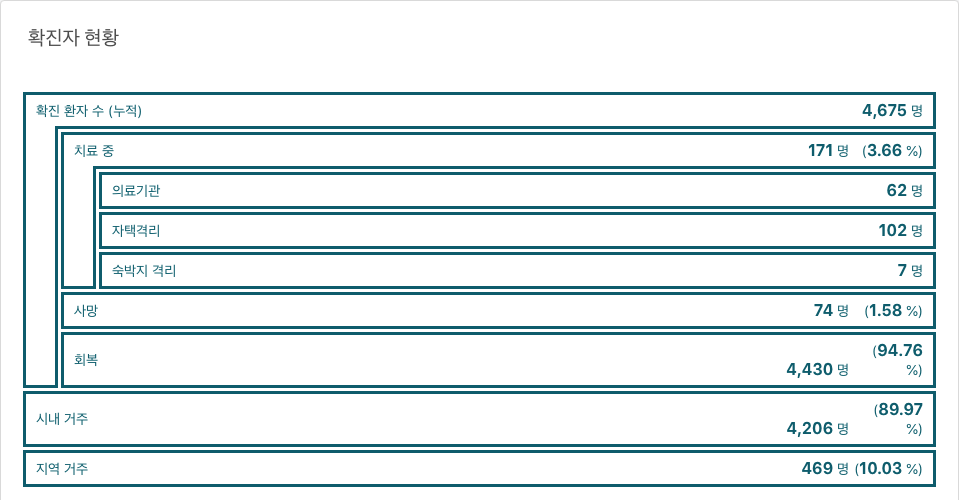 확진자 현황
확진 환자 수 (누적) 4,675 명
치료 중 171 명 (3.66 %)
의료기관 62 명
자택격리 102 명
숙박지 격리 7 명
사망 74 명 (1.58 %)
회복 4,430 명 (94.76 %)
시내 거주 4,206 명 (89.97 %)
지역 거주 469 명 (10.03 %)